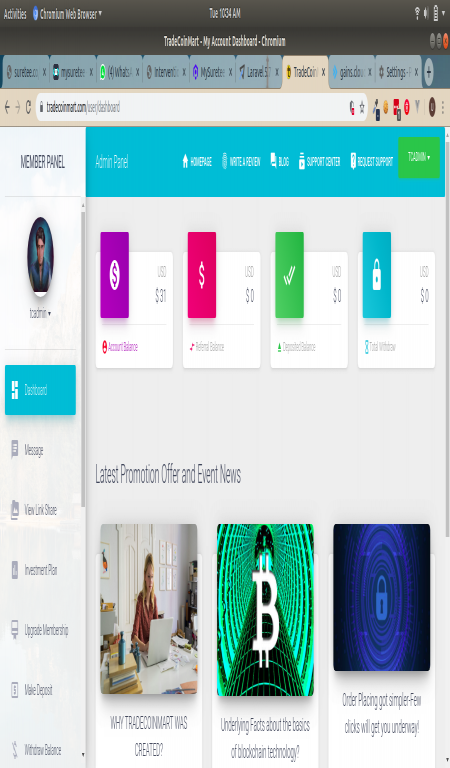 Activities Chromium Web Browser ▾ Tue 10:34 AM
TradeCoinMart - My Account Dashboard - Chromium
suretee.co × mysuretee × (4) Whats × Interventi × MySuretee × Laravel 5. × TradeCoin × gains.clou × Settings - × +
tradecoinmart.com/user/dashboard
MEMBER PANEL
Admin Panel HOMEPAGE WRITE A REVIEW BLOG SUPPORT CENTER REQUEST SUPPORT TCADMIN ▾
tcadmin ▾
USD
$ 31
Account Balance
USD
$ 0
Referral Balance
USD
$ 0
Deposited Balance
USD
$ 0
Total Withdraw
Dashboard
Message
View Link Share
Investment Plan
Upgrade Membership
Make Deposit
Withdraw Balance
Latest Promotion Offer and Event News
WHY TRADECOINMART WAS
CREATED?
Underlying Facts about the basics
of blockchain technology?
Order Placing got simpler-Few
clicks will get you underway!